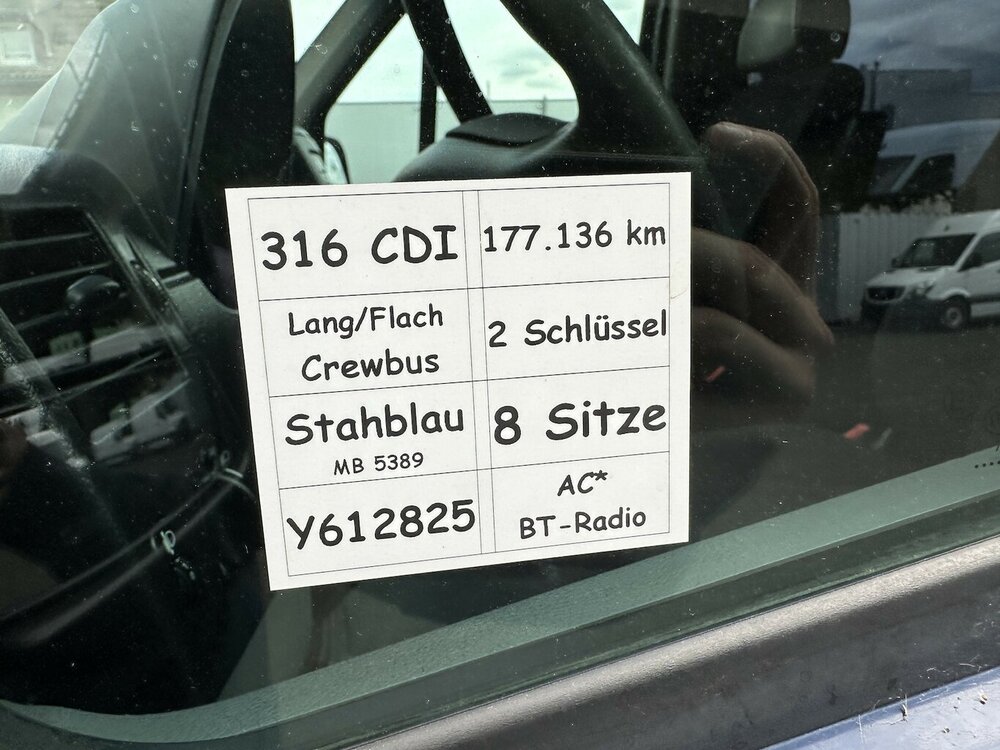 316 CDI
177.136 km
Lang/Flach
Crewbus
2 Schlüssel
Stahblau
MB 5389
8 Sitze
Y612825
AC*
BT-Radio